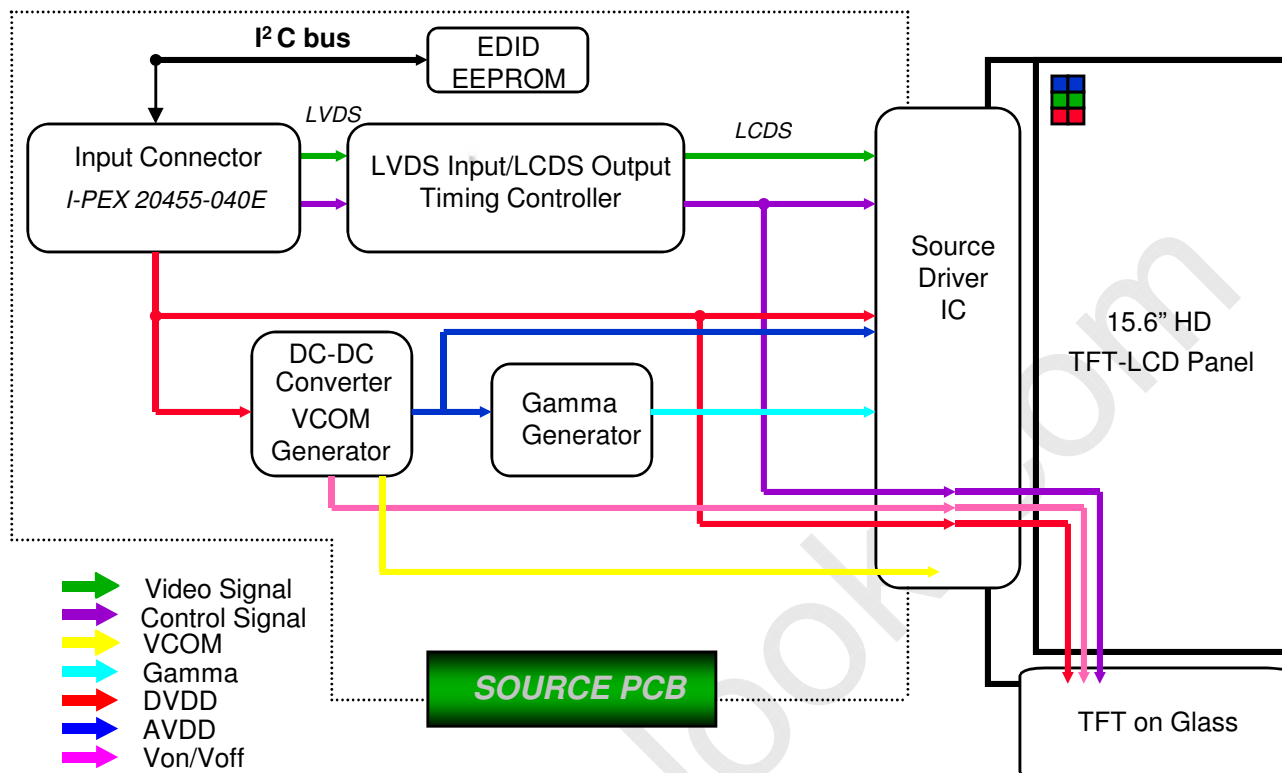 I² C bus
EDID
EEPROM
Input Connector
I-PEX 20455-040E
LVDS
LVDS Input/LCDS Output
Timing Controller
LCDS
Source
Driver
IC
15.6” HD
TFT-LCD Panel
DC-DC
Converter
VCOM
Generator
Gamma
Generator
Video Signal
Control Signal
VCOM
Gamma
DVDD
AVDD
Von/Voff
SOURCE PCB
TFT on Glass
look
.com